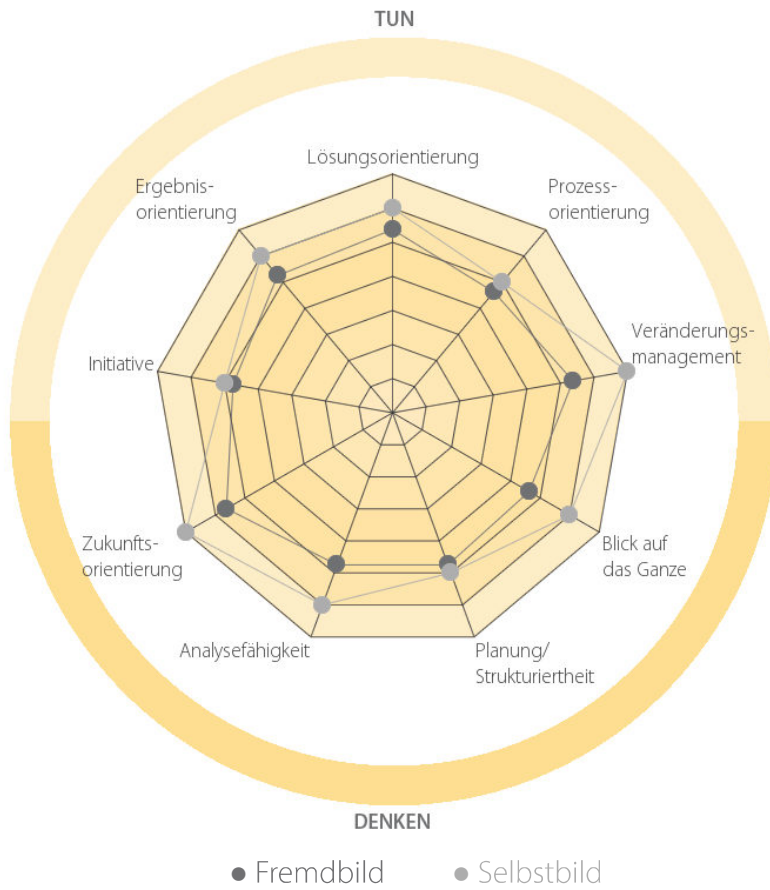 TUN
Lösungsorientierung
Ergebnis-
orientierung
Prozess-
orientierung
Veränderungs-
management
Initiative
Blick auf
das Ganze
Zukunfts-
orientierung
Analysefähigkeit
Planung/
Strukturiertheit
DENKEN
Fremdbild
Selbstbild